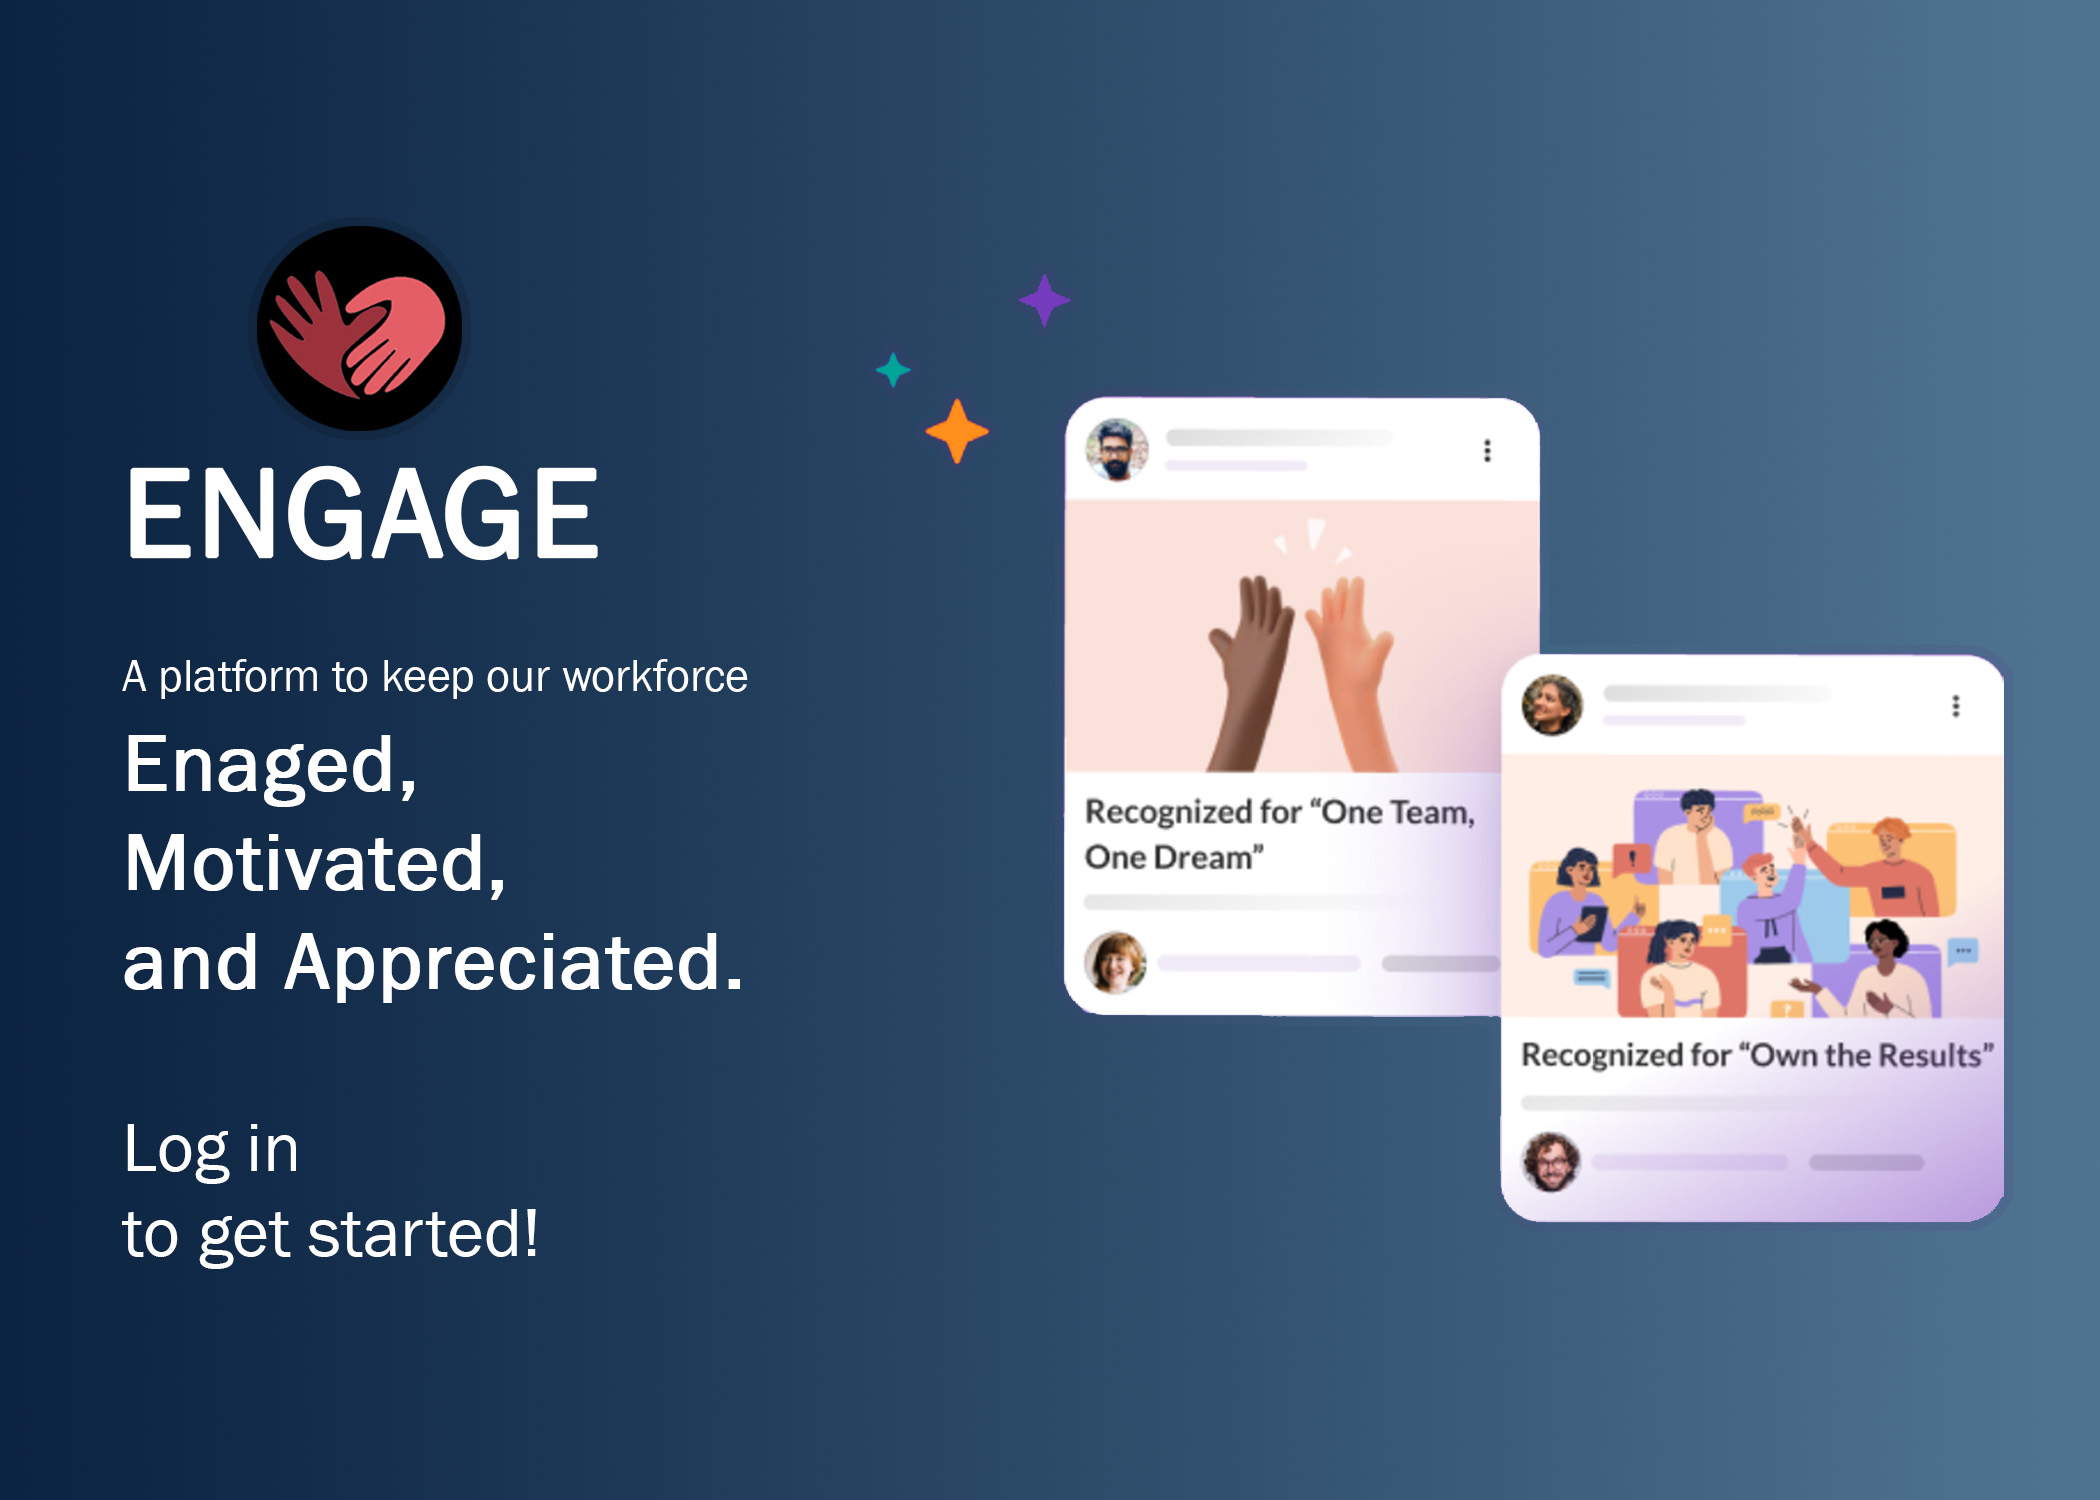 ENGAGE
A platform to keep our workforce
Enaged,
Motivated,
and Appreciated.
Log in
to get started!
Recognized for “One Team,
One Dream”
Recognized for “Own the Results”